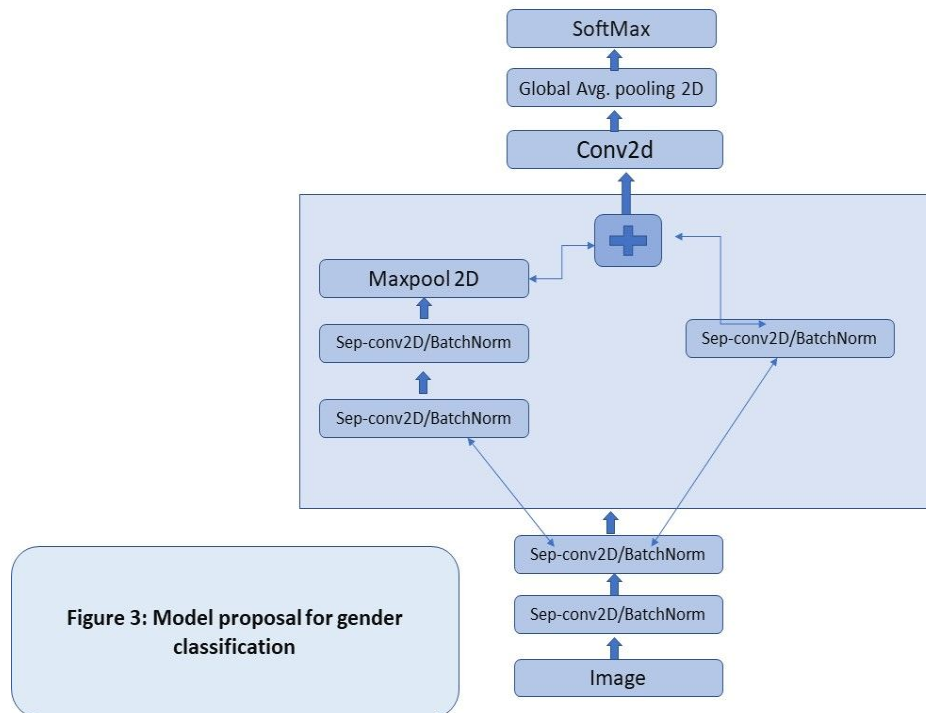 SoftMax
Global Avg. pooling 2D
Conv2d
Maxpool 2D
Sep-conv2D/BatchNorm
Sep-conv2D/BatchNorm
Sep-conv2D/BatchNorm
Sep-conv2D/BatchNorm
Sep-conv2D/BatchNorm
Image
Figure 3: Model proposal for gender
classification